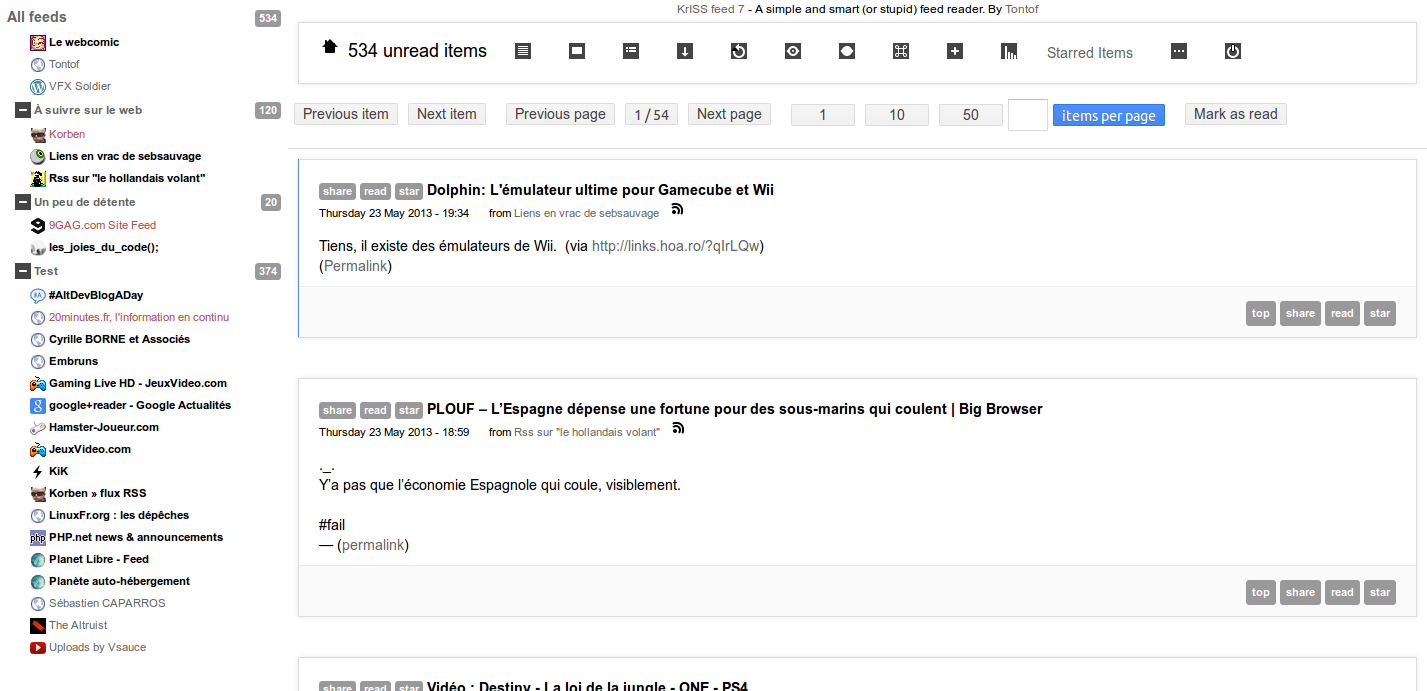 KrISS feed 7 - A simple and smart (or stupid) feed reader. By Tontof
All feeds 534
Le webcomic
Tontof
VFX Soldier
À suivre sur le web 120
Korben
Liens en vrac de sebsauvage
Rss sur "le hollandais volant"
Un peu de détente 20
9GAG.com Site Feed
les_joies_du_code();
Test 374
#AltDevBlogADay
20minutes.fr, l'information en continu
Cyrille BORNE et Associés
Embruns
Gaming Live HD - JeuxVideo.com
google+reader - Google Actualités
Hamster-Joueur.com
JeuxVideo.com
KiK
Korben » flux RSS
LinuxFr.org : les dépêches
php PHP.net news & announcements
Planet Libre - Feed
Planète auto-hébergement
Sébastien CAPARROS
The Altruist
Uploads by Vsauce
534 unread items Starred Items
Previous item Next item Previous page 1 / 54 Next page 1 10 50 items per page Mark as read
share read star Dolphin: L'émulateur ultime pour Gamecube et Wii
Thursday 23 May 2013 - 19:34 from Liens en vrac de sebsauvage
Tiens, il existe des émulateurs de Wii. (via http://links.hoa.ro/?qIrLQw)
(Permalink)
top share read star
share read star PLOUF – L’Espagne dépense une fortune pour des sous-marins qui coulent | Big Browser
Thursday 23 May 2013 - 18:59 from Rss sur "le hollandais volant"
._.
Y’a pas que l’économie Espagnole qui coule, visiblement.
#fail
— (permalink)
top share read star
share read star Vidéo : Destiny - La loi de la jungle - ONE - PS4